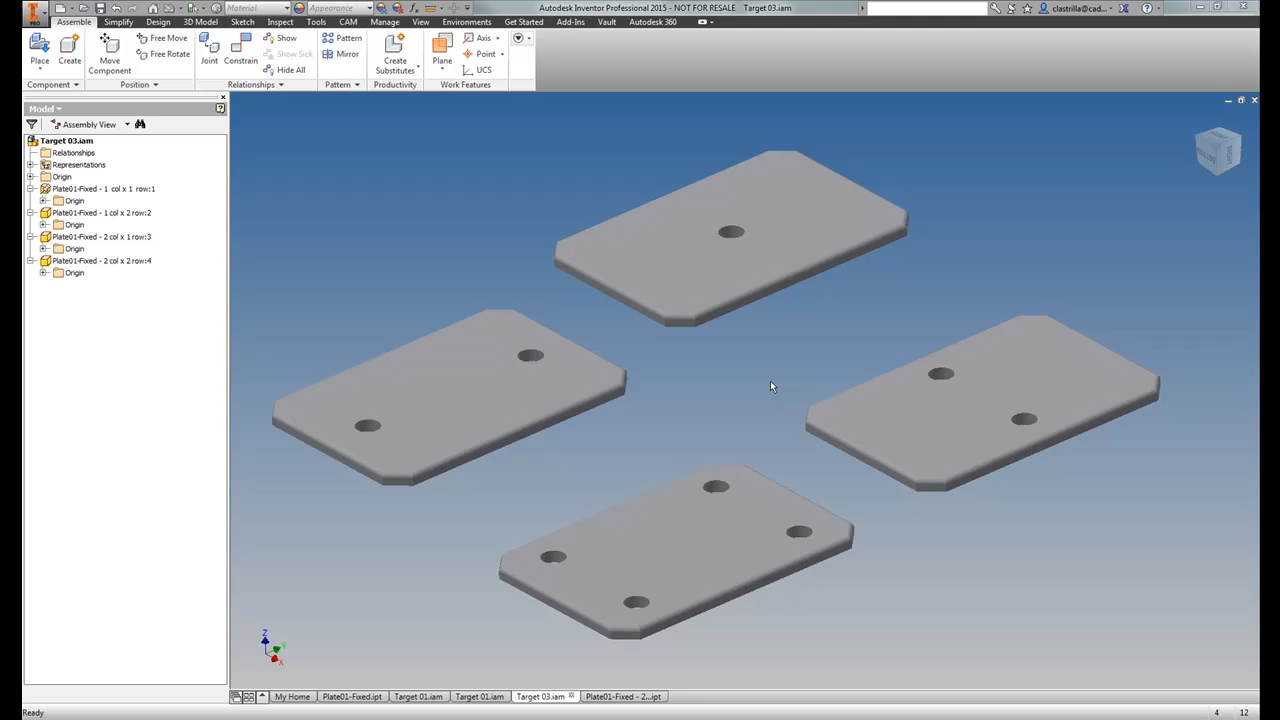 Autodesk Inventor Professional 2015 - NOT FOR RESALE   Target 03.iam
Material
Appearance
clastrilla@cad...
PRO
Assemble Simplify Design 3D Model Sketch Inspect Tools CAM Manage View Environments Get Started Add-Ins Vault Autodesk 360
Place
Create
Move
Component
Free Move
Free Rotate
Joint
Constrain
Show
Show Sick
Hide All
Pattern
Mirror
Create
Substitutes
Plane
Axis
Point
UCS
Component Position Relationships Pattern Productivity Work Features
Model
Assembly View
Target 03.iam
Relationships
Representations
Origin
Plate01-Fixed - 1 col x 1 row:1
Origin
Plate01-Fixed - 1 col x 2 row:2
Origin
Plate01-Fixed - 2 col x 1 row:3
Origin
Plate01-Fixed - 2 col x 2 row:4
Origin
Z
Y
X
My Home Plate01-Fixed.ipt Target 01.iam Target 01.iam Target 03.iam Plate01-Fixed - 2...ipt
Ready 4 12